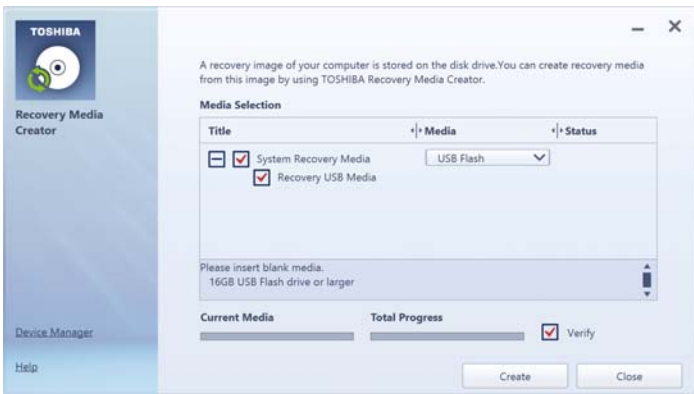 TOSHIBA
Recovery Media
Creator
A recovery image of your computer is stored on the disk drive.You can create recovery media
from this image by using TOSHIBA Recovery Media Creator.
Media Selection
Title Media Status
System Recovery Media USB Flash
Recovery USB Media
Please insert blank media.
16GB USB Flash drive or larger
Current Media Total Progress
Verify
Device Manager
Help
Create Close